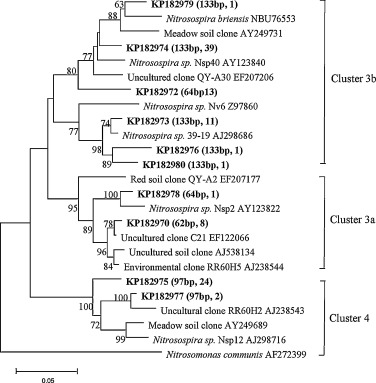 KP182979 (133bp, 1)
63
Nitrosospira briensis NBU76553
88
Meadow soil clone AY249731
KP182974 (133bp, 39)
77
Nitrosospira sp. Nsp40 AY123840
Uncultured clone QY-A30 EF207206
80
KP182972 (64bp13)
Cluster 3b
Nitrosospira sp. Nv6 Z97860
77
KP182973 (133bp, 11)
74
Nitrosospira sp. 39-19 AJ298686
98
KP182976 (133bp, 1)
89
KP182980 (133bp, 1)
Red soil clone QY-A2 EF207177
95
KP182978 (64bp, 1)
100
Nitrosospira sp. Nsp2 AY123822
89
KP182970 (62bp, 8)
78
Uncultured clone C21 EF122066
Cluster 3a
96
Uncultured soil AJ538134
84
Environmental clone RR60H5 AJ238544
KP182975 (97bp, 24)
100
KP182977 (97bp, 2)
100
Uncultural clone RR60H2 AJ238543
Cluster 4
72
Meadow soil clone AY249689
99
Nitrosospira sp. Nsp12 AJ298716
Nitrosomonas communis AF272399
0.05